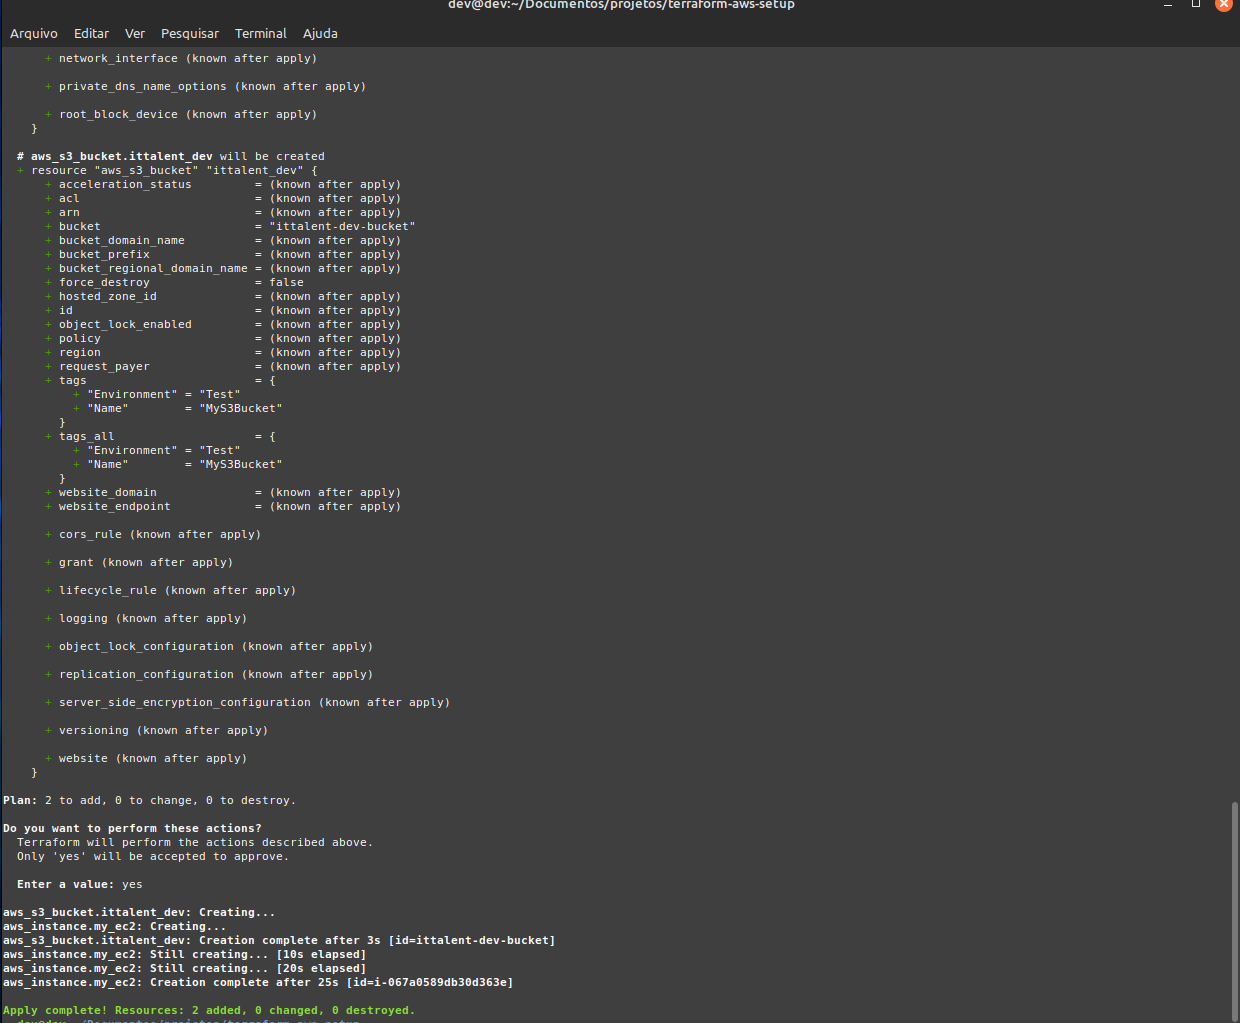 dev@dev:~/Documentos/projetos/terraform-aws-setup
Arquivo Editar Ver Pesquisar Terminal Ajuda
      + network_interface (known after apply)
      + private_dns_name_options (known after apply)
      + root_block_device (known after apply)
    }
  # aws_s3_bucket.ittalent_dev will be created
  + resource "aws_s3_bucket" "ittalent_dev" {
      + acceleration_status         = (known after apply)
      + acl                         = (known after apply)
      + arn                         = (known after apply)
      + bucket                      = "ittalent-dev-bucket"
      + bucket_domain_name          = (known after apply)
      + bucket_prefix               = (known after apply)
      + bucket_regional_domain_name = (known after apply)
      + force_destroy               = false
      + hosted_zone_id              = (known after apply)
      + id                          = (known after apply)
      + object_lock_enabled         = (known after apply)
      + policy                      = (known after apply)
      + region                      = (known after apply)
      + request_payer               = (known after apply)
      + tags                        = {
          + "Environment" = "Test"
          + "Name"        = "MyS3Bucket"
        }
      + tags_all                    = {
          + "Environment" = "Test"
          + "Name"        = "MyS3Bucket"
        }
      + website_domain              = (known after apply)
      + website_endpoint            = (known after apply)
      + cors_rule (known after apply)
      + grant (known after apply)
      + lifecycle_rule (known after apply)
      + logging (known after apply)
      + object_lock_configuration (known after apply)
      + replication_configuration (known after apply)
      + server_side_encryption_configuration (known after apply)
      + versioning (known after apply)
      + website (known after apply)
    }
Plan: 2 to add, 0 to change, 0 to destroy.
Do you want to perform these actions?
  Terraform will perform the actions described above.
  Only 'yes' will be accepted to approve.
  Enter a value: yes
aws_s3_bucket.ittalent_dev: Creating...
aws_instance.my_ec2: Creating...
aws_s3_bucket.ittalent_dev: Creation complete after 3s [id=ittalent-dev-bucket]
aws_instance.my_ec2: Still creating... [10s elapsed]
aws_instance.my_ec2: Still creating... [20s elapsed]
aws_instance.my_ec2: Creation complete after 25s [id=i-067a0589db30d363e]
Apply complete! Resources: 2 added, 0 changed, 0 destroyed.
dev@dev:~/Documentos/projetos/terraform-aws-setup